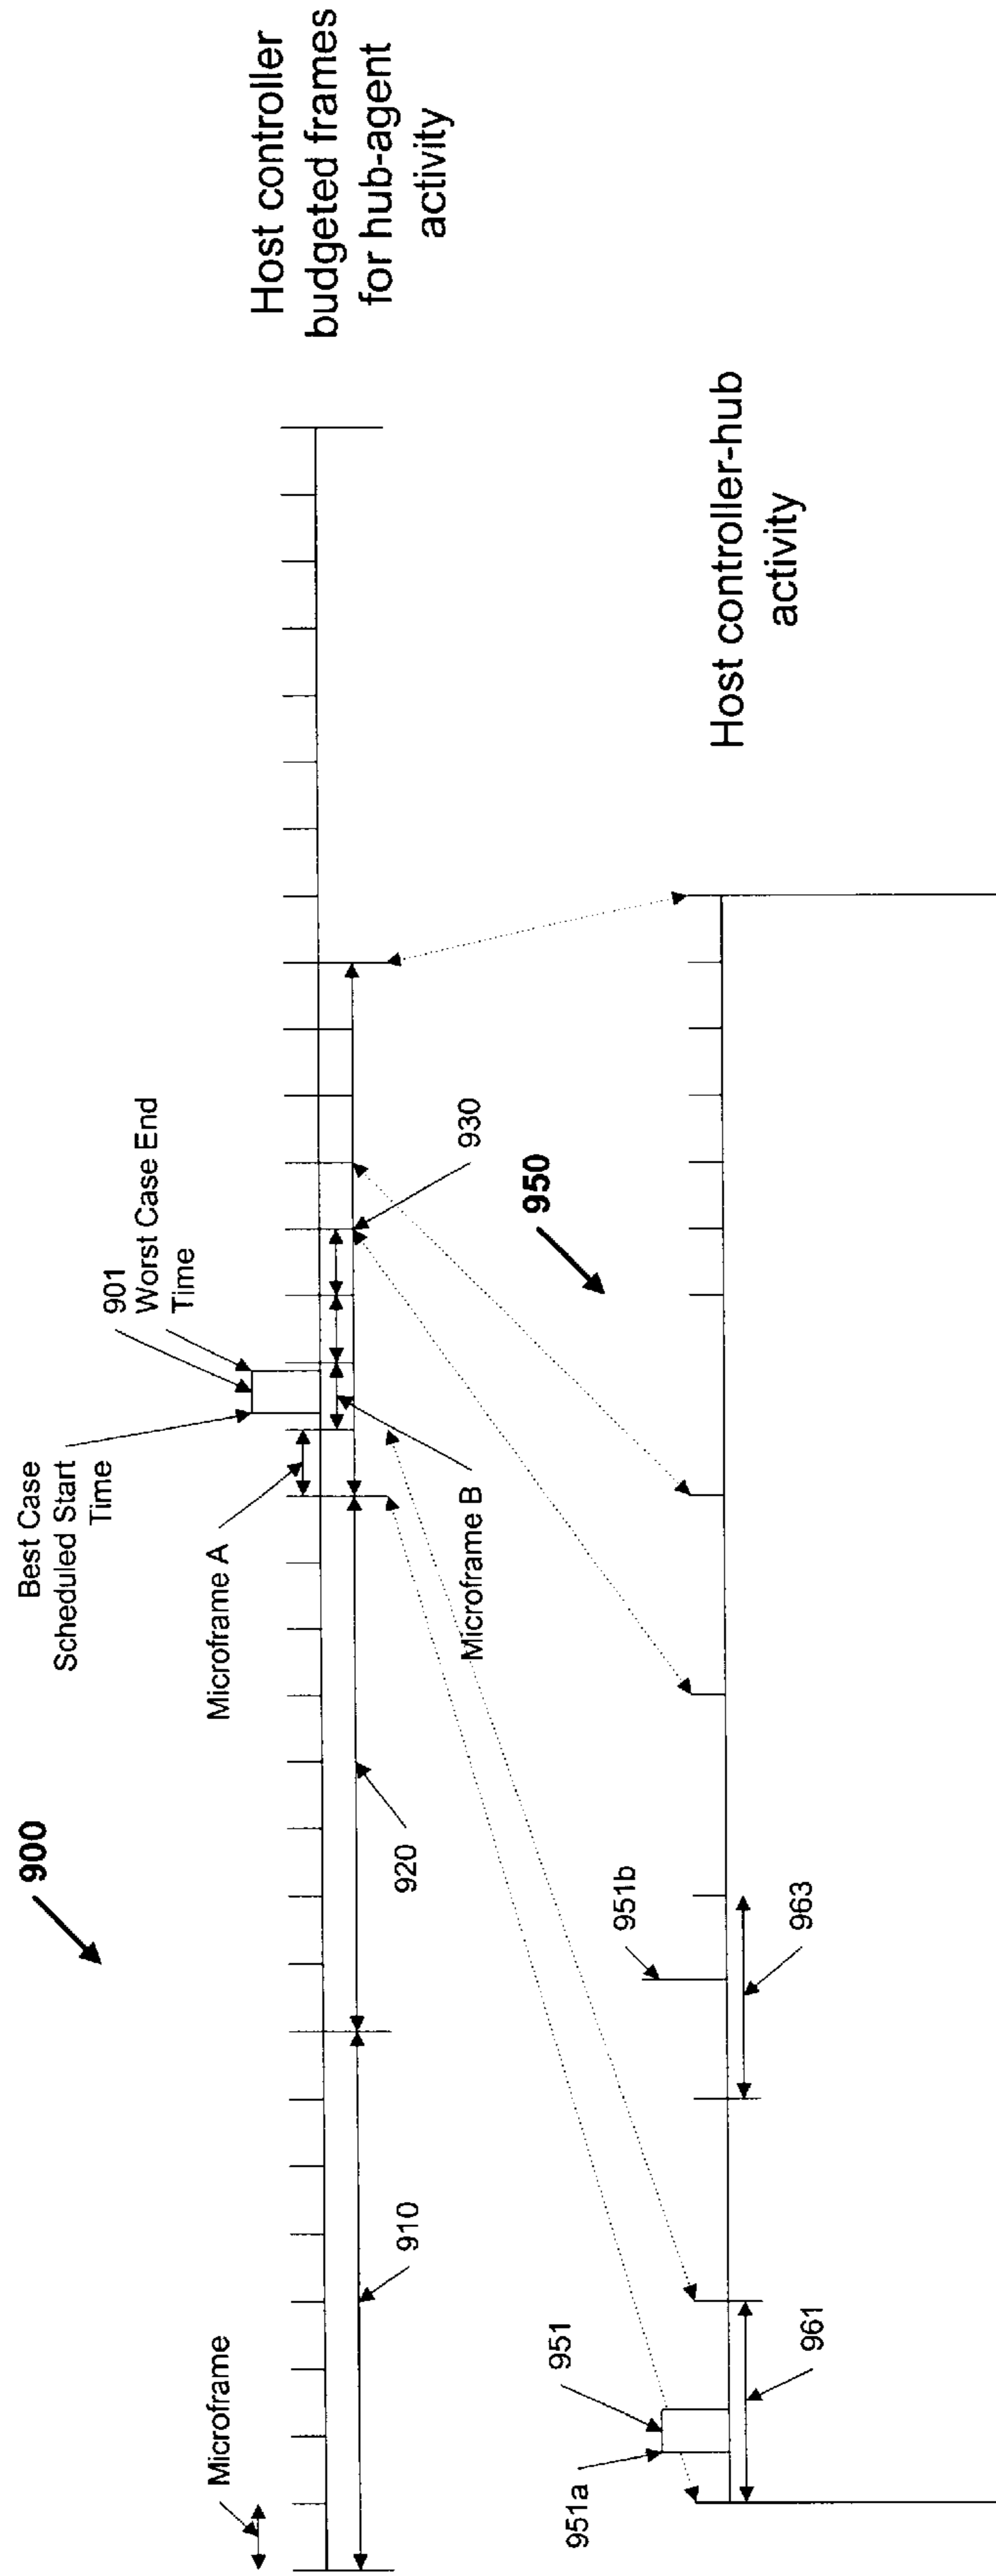 900
Best Case
Scheduled Start
Time
901
Worst Case End
Time
Microframe
Microframe A
Host controller
budgeted frames
for hub-agent
activity
910
920
Microframe B
930
950
951a
951
961
951b
963
Host controller-hub
activity